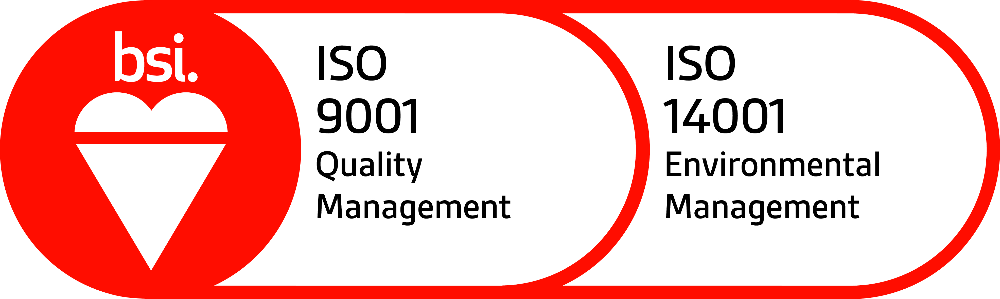 bsi.
ISO
9001
Quality
Management
ISO
14001
Environmental
Management